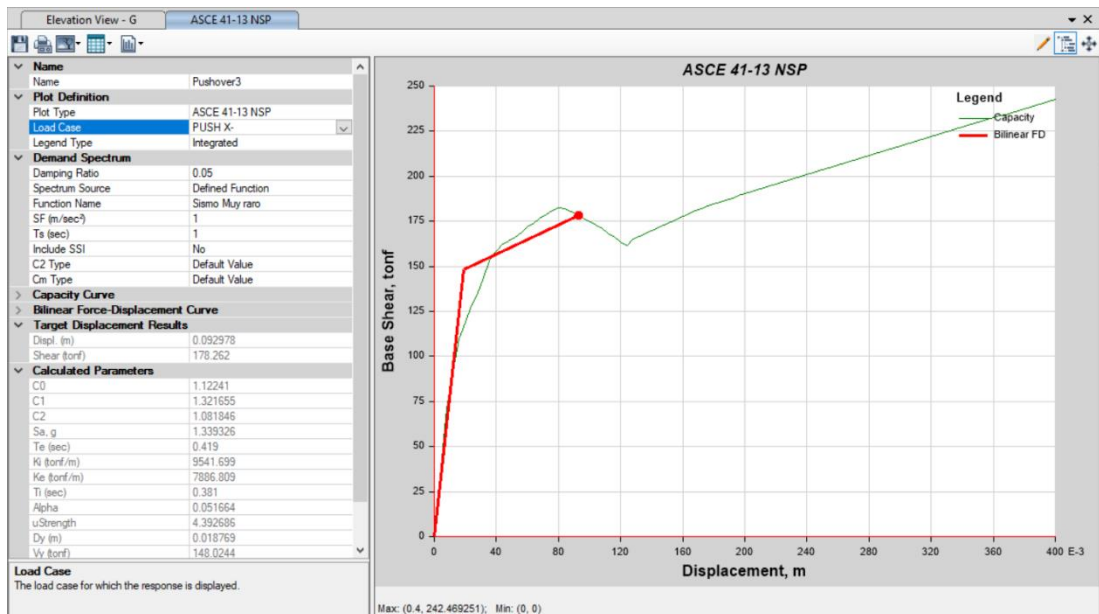 Elevation View - G
ASCE 41-13 NSP
Name
Name Pushover3
Plot Definition
Plot Type ASCE 41-13 NSP
Load Case PUSH X-
Legend Type Integrated
Demand Spectrum
Damping Ratio 0.05
Spectrum Source Defined Function
Function Name Sismo Muy raro
SF (m/sec²) 1
Ts (sec) 1
Include SSI No
C2 Type Default Value
Cm Type Default Value
Capacity Curve
Bilinear Force-Displacement Curve
Target Displacement Results
Displ. (m) 0.092978
Shear (tonf) 178.262
Calculated Parameters
C0 1.12241
C1 1.321655
C2 1.081846
Sa, g 1.339326
Te (sec) 0.419
Ki (tonf/m) 9541.699
Ke (tonf/m) 7886.809
Ti (sec) 0.381
Alpha 0.051664
uStrength 4.392686
Dy (m) 0.018769
Vy (tonf) 148.0244
Load Case
The load case for which the response is displayed.
ASCE 41-13 NSP
Legend
Capacity
Bilinear FD
250
225
200
175
150
125
100
75
50
25
0
Base Shear, tonf
0 40 80 120 160 200 240 280 320 360 400 E-3
Displacement, m
Max: (0.4, 242.469251); Min: (0, 0)